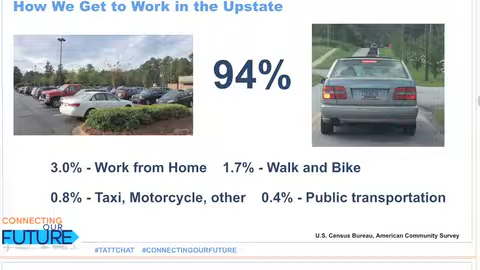 How We Get to Work in the Upstate
94%
3.0% - Work from Home 1.7% - Walk and Bike
0.8% - Taxi, Motorcycle, other 0.4% - Public transportation
CONNECTING
OUR
FUTURE
U.S. Census Bureau, American Community Survey
#TATTCHAT #CONNECTINGOURFUTURE